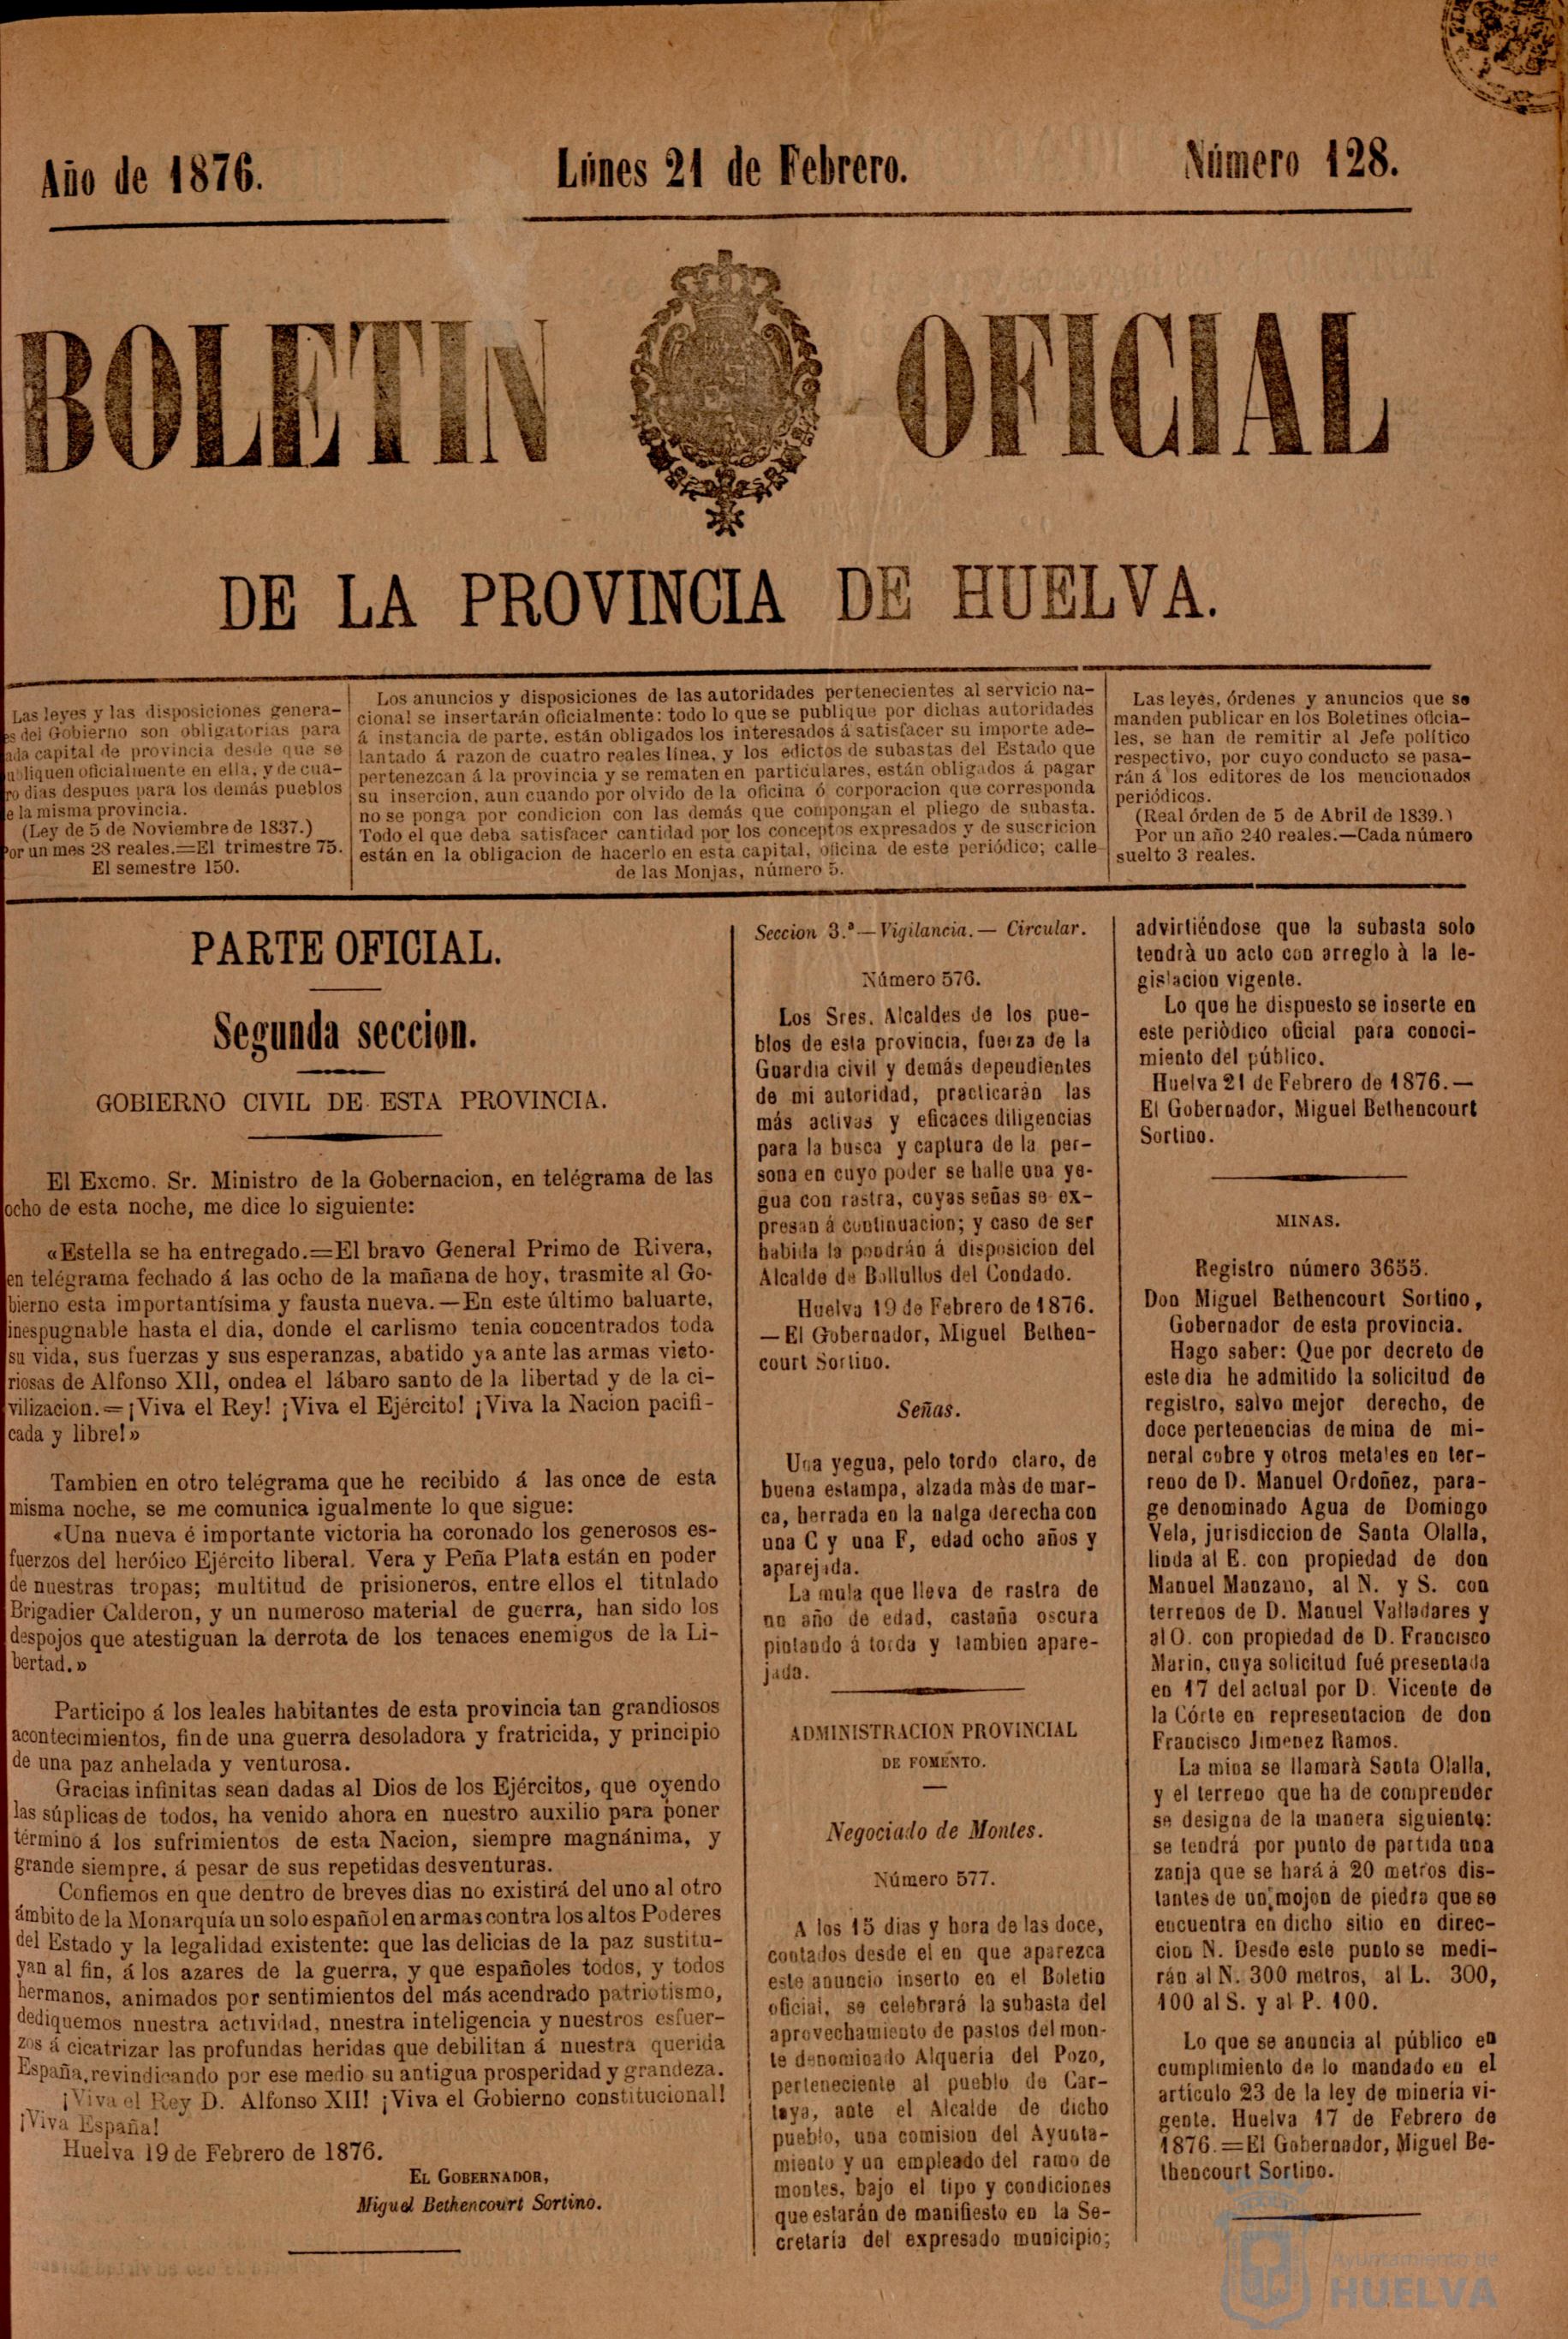 Año de 1876.
Lúnes 21 de Febrero.
Número 128.
BOLETIN OFICIAL
DE LA PROVINCIA DE HUELVA.
Las leyes y las disposiciones genera-
del Gobierno son obligatorias para
capital de provincia desde que se
publiquen oficialmente en ella, y de cua-
dias despues para los demás pueblos
la misma provincia.
(Ley de 5 de Noviembre de 1837.)
Por un mes 28 reales.=El trimestre 75.
El semestre 150.
Los anuncios y disposiciones de las autoridades pertenecientes al servicio na-
cional se insertarán oficialmente: todo lo que se publique por dichas autoridades
á instancia de parte, están obligados los interesados á satisfacer su importe ade-
lantado á razon de cuatro reales línea, y los edictos de subastas del Estado que
pertenezcan á la provincia y se rematen en particulares, están obligados á pagar
su insercion, aun cuando por olvido de la oficina ó corporacion que corresponda
no se ponga por condicion con las demás que compongan el pliego de subasta.
Todo el que deba satisfacer cantidad por los conceptos expresados y de suscricion
están en la obligacion de hacerlo en esta capital, oficina de este periódico; calle
de las Monjas, número 5.
Las leyes, órdenes y anuncios que se
manden publicar en los Boletines oficia-
les, se han de remitir al Jefe político
respectivo, por cuyo conducto se pasa-
rán á los editores de los mencionados
periódicos.
(Real órden de 5 de Abril de 1839.)
Por un año 240 reales.—Cada número
suelto 3 reales.
PARTE OFICIAL.
Segunda seccion.
GOBIERNO CIVIL DE ESTA PROVINCIA.
El Excmo. Sr. Ministro de la Gobernacion, en telégrama de las
ocho de esta noche, me dice lo siguiente:
«Estella se ha entregado.=El bravo General Primo de Rivera,
en telégrama fechado á las ocho de la mañana de hoy, trasmite al Go-
bierno esta importantísima y fausta nueva.—En este último baluarte,
inespugnable hasta el dia, donde el carlismo tenia concentrados toda
su vida, sus fuerzas y sus esperanzas, abatido ya ante las armas victo-
riosas de Alfonso XII, ondea el lábaro santo de la libertad y de la ci-
vilizacion.=¡Viva el Rey! ¡Viva el Ejército! ¡Viva la Nacion pacifi-
cada y libre!»
Tambien en otro telégrama que he recibido á las once de esta
misma noche, se me comunica igualmente lo que sigue:
«Una nueva é importante victoria ha coronado los generosos es-
fuerzos del heróico Ejército liberal. Vera y Peña Plata están en poder
de nuestras tropas; multitud de prisioneros, entre ellos el titulado
Brigadier Calderon, y un numeroso material de guerra, han sido los
despojos que atestiguan la derrota de los tenaces enemigos de la Li-
bertad.»
Participo á los leales habitantes de esta provincia tan grandiosos
acontecimientos, fin de una guerra desoladora y fratricida, y principio
de una paz anhelada y venturosa.
Gracias infinitas sean dadas al Dios de los Ejércitos, que oyendo
las súplicas de todos, ha venido ahora en nuestro auxilio para poner
término á los sufrimientos de esta Nacion, siempre magnánima, y
grande siempre, á pesar de sus repetidas desventuras.
Confiemos en que dentro de breves dias no existirá del uno al otro
ámbito de la Monarquía un solo español en armas contra los altos Poderes
del Estado y la legalidad existente: que las delicias de la paz sustitu-
yan al fin, á los azares de la guerra, y que españoles todos, y todos
hermanos, animados por sentimientos del más acendrado patriotismo,
dediquemos nuestra actividad, nnestra inteligencia y nuestros esfuer-
zos á cicatrizar las profundas heridas que debilitan á nuestra querida
España, revindicando por ese medio su antigua prosperidad y grandeza.
¡Viva el Rey D. Alfonso XII! ¡Viva el Gobierno constitucional!
¡Viva España!
Huelva 19 de Febrero de 1876.
EL GOBERNADOR,
Miguel Bethencourt Sortino.
Seccion 3.ª—Vigilancia.— Circular.
Número 576.
Los Sres. Alcaldes de los pue-
blos de esta provincia, fuerza de la
Guardia civil y demás dependientes
de mi autoridad, practicarán las
más activas y eficaces diligencias
para la busca y captura de la per-
sona en cuyo poder se halle una ye-
gua con rastra, cuyas señas se ex-
presan á continuacion; y caso de ser
habida la pondrán á disposicion del
Alcalde de Bollullos del Condado.
Huelva 19 de Febrero de 1876.
—El Gobernador, Miguel Bethen-
court Sortino.
Señas.
Una yegua, pelo tordo claro, de
buena estampa, alzada màs de mar-
ca, herrada en la nalga derecha con
una C y una F, edad ocho años y
aparejada.
La mula que lleva de rastra de
un año de edad, castaña oscura
pintando á torda y tambien apare-
jada.
ADMINISTRACION PROVINCIAL
DE FOMENTO.
Negociado de Montes.
Número 577.
A los 15 dias y hora de las doce,
contados desde el en que aparezca
este anuncio inserto en el Boletin
oficial, se celebrará la subasta del
aprovechamiento de pastos del mon-
te denominado Alquería del Pozo,
perteneciente al pueblo de Car-
taya, ante el Alcalde de dicho
pueblo, una comision del Ayunta-
miento y un empleado del ramo de
montes, bajo el tipo y condiciones
que estarán de manifiesto en la Se-
cretaría del expresado municipio;
advirtiéndose que la subasta solo
tendrà un acto con arreglo à la le-
gislacion vigente.
Lo que he dispuesto se inserte en
este periòdico oficial para conoci-
miento del público.
Huelva 21 de Febrero de 1876.—
El Gobernador, Miguel Bethencourt
Sortino.
MINAS.
Registro número 3655.
Don Miguel Bethencourt Sortino,
Gobernador de esta provincia.
Hago saber: Que por decreto de
este dia he admitido la solicitud de
registro, salvo mejor derecho, de
doce pertenencias de mina de mi-
neral cobre y otros metales en ter-
reno de D. Manuel Ordoñez, para-
ge denominado Agua de Domingo
Vela, jurisdiccion de Santa Olalla,
linda al E. con propiedad de don
Manuel Manzano, al N. y S. con
terrenos de D. Manuel Valladares y
al O. con propiedad de D. Francisco
Marin, cuya solicitud fué presentada
en 17 del actual por D. Vicente de
la Córte en representacion de don
Francisco Jimenez Ramos.
La mina se llamarà Santa Olalla,
y el terreno que ha de comprender
se designa de la manera siguiente:
se tendrá por punto de partida una
zanja que se hará á 20 metros dis-
tantes de un mojon de piedra que se
encuentra en dicho sitio en direc-
cion N. Desde este punto se medi-
rán al N. 300 metros, al L. 300,
100 al S. y al P. 100.
Lo que se anuncia al público en
cumplimiento de lo mandado en el
artículo 23 de la ley de minería vi-
gente. Huelva 17 de Febrero de
1876.=El Gobernador, Miguel Be-
thencourt Sortino.
Ayuntamiento de
HUELVA